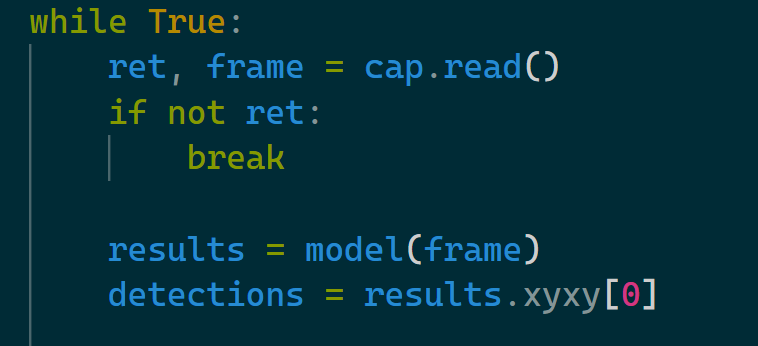 while True:
    ret, frame = cap.read()
    if not ret:
        break

    results = model(frame)
    detections = results.xyxy[0]